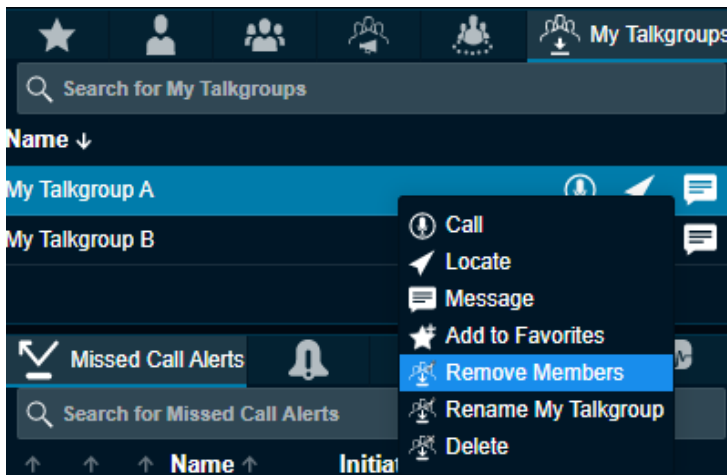 My Talkgroups
Search for My Talkgroups
Name
My Talkgroup A
My Talkgroup B
Call
Locate
Message
Add to Favorites
Remove Members
Rename My Talkgroup
Delete
Missed Call Alerts
Search for Missed Call Alerts
Name